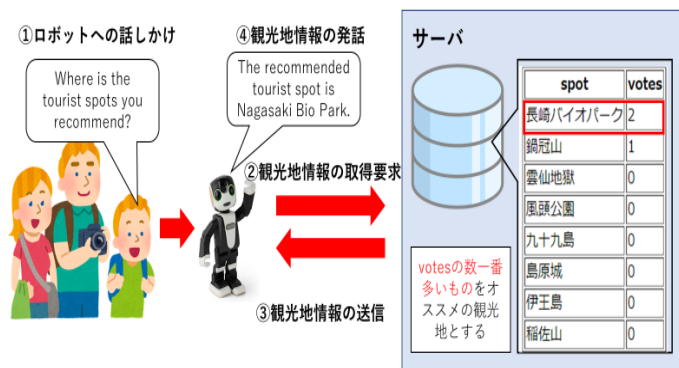 ①ロボットへの話しかけ
④観光地情報の発話
サーバ
Where is the
tourist spots you
recommend?
The recommended
tourist spot is
Nagasaki Bio Park.
②観光地情報の取得要求
③観光地情報の送信
spot votes
長崎バイオパーク 2
鍋冠山 1
雲仙地獄 0
風頭公園 0
九十九島 0
島原城 0
伊王島 0
稲佐山 0
votesの数一番
多いものをオ
ススメの観光
地とする